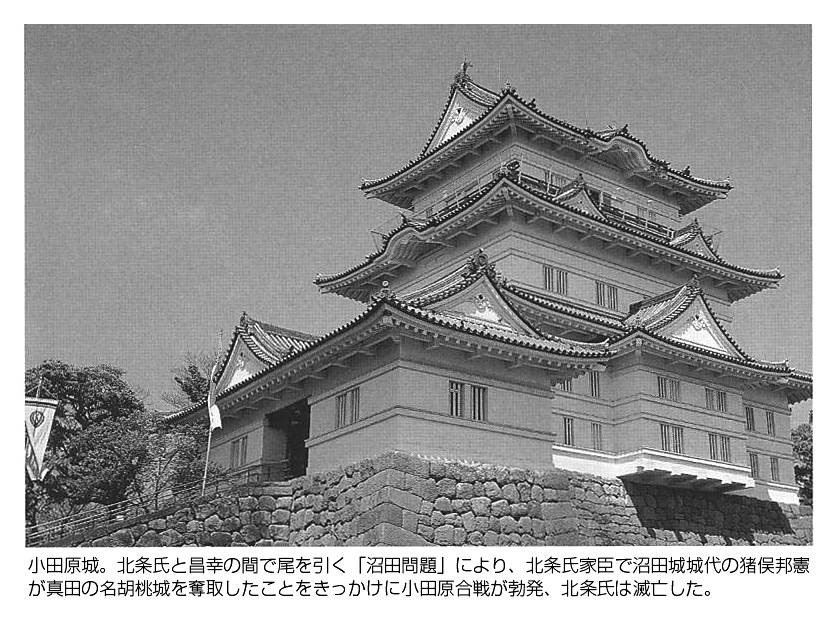 小田原城。北条氏と昌幸の間で尾を引く「沼田問題」により、北条氏家臣で沼田城城代の猪俣邦憲
が真田の名胡桃城を奪取したことをきっかけに小田原合戦が勃発、北条氏は滅亡した。